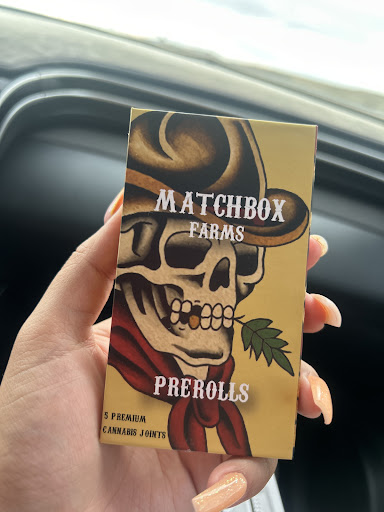 MATCHBOX
FARMS
PREROLLS
5 PREMIUM
CANNABIS JOINTS